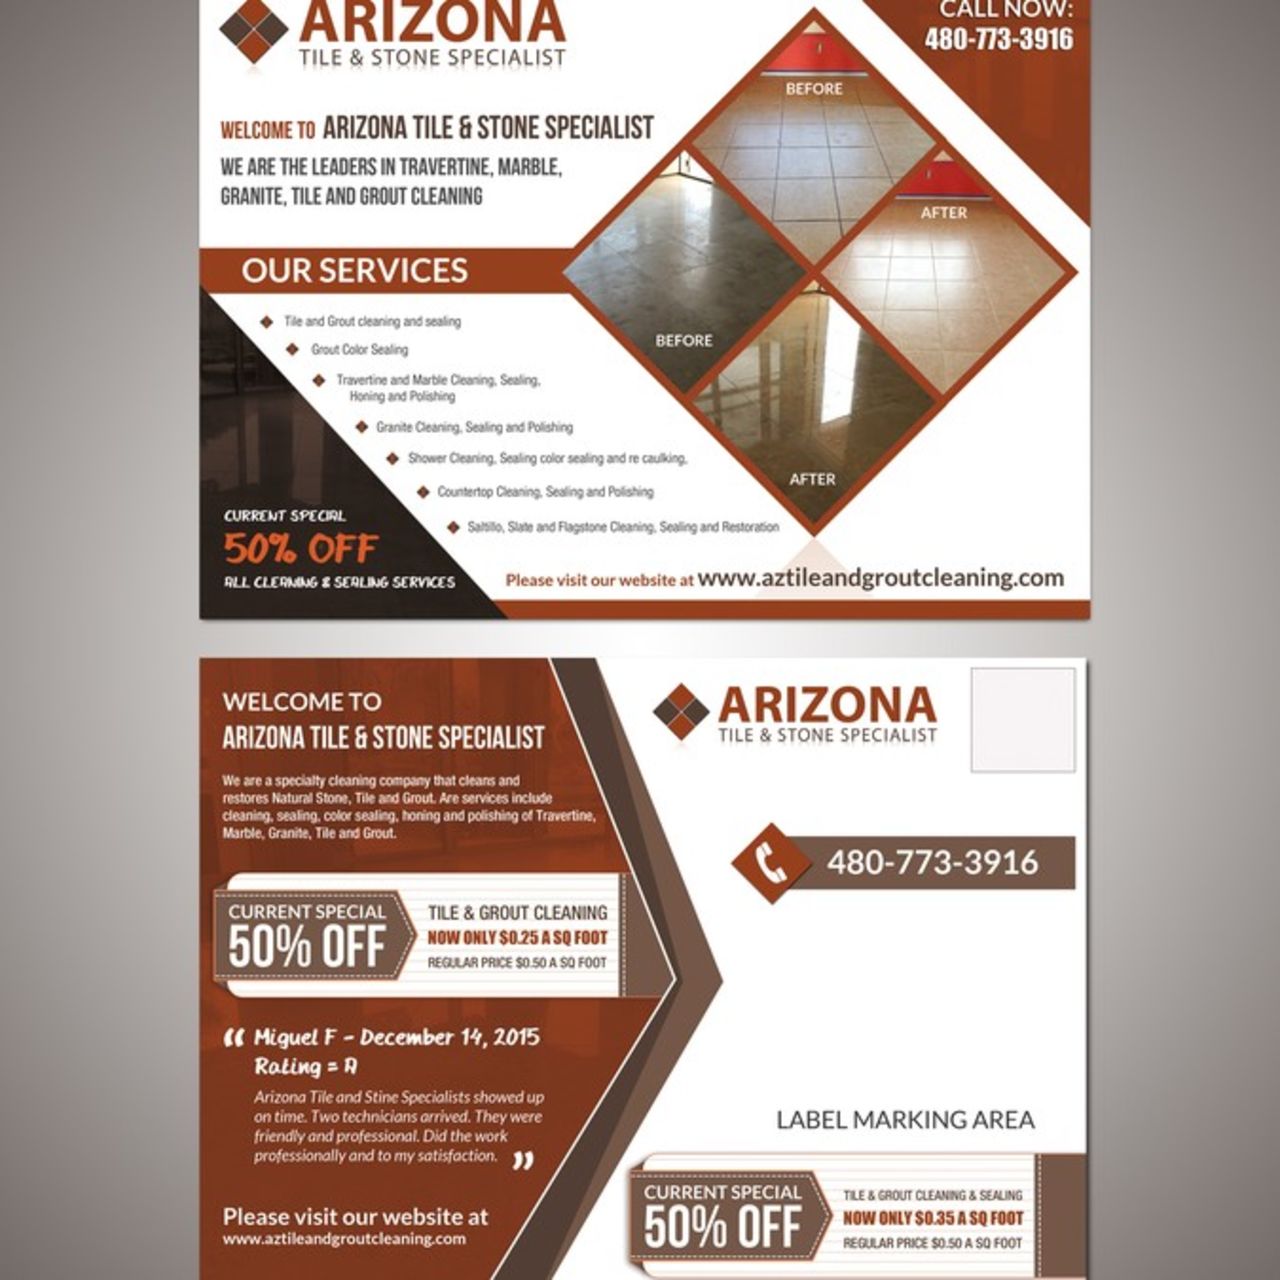 ARIZONA
TILE & STONE SPECIALIST
CALL NOW:
480-773-3916
WELCOME TO ARIZONA TILE & STONE SPECIALIST
WE ARE THE LEADERS IN TRAVERTINE, MARBLE,
GRANITE, TILE AND GROUT CLEANING
BEFORE
AFTER
BEFORE
AFTER
OUR SERVICES
Tile and Grout cleaning and sealing
Grout Color Sealing
Travertine and Marble Cleaning, Sealing,
Honing and Polishing
Granite Cleaning, Sealing and Polishing
Shower Cleaning, Sealing color sealing and re caulking,
Countertop Cleaning, Sealing and Polishing
Saltillo, Slate and Flagstone Cleaning, Sealing and Restoration
CURRENT SPECIAL
50% OFF
ALL CLEANING & SEALING SERVICES
Please visit our website at www.aztileandgroutcleaning.com
WELCOME TO
ARIZONA TILE & STONE SPECIALIST
We are a specialty cleaning company that cleans and
restores Natural Stone, Tile and Grout. Are services include
cleaning, sealing, color sealing, honing and polishing of Travertine,
Marble, Granite, Tile and Grout.
CURRENT SPECIAL
50% OFF
TILE & GROUT CLEANING
NOW ONLY $0.25 A SQ FOOT
REGULAR PRICE $0.50 A SQ FOOT
“ Miguel F - December 14, 2015
Rating = A
Arizona Tile and Stine Specialists showed up
on time. Two technicians arrived. They were
friendly and professional. Did the work
professionally and to my satisfaction. ”
Please visit our website at
www.aztileandgroutcleaning.com
ARIZONA
TILE & STONE SPECIALIST
480-773-3916
LABEL MARKING AREA
CURRENT SPECIAL
50% OFF
TILE & GROUT CLEANING & SEALING
NOW ONLY $0.35 A SQ FOOT
REGULAR PRICE $0.50 A SQ FOOT